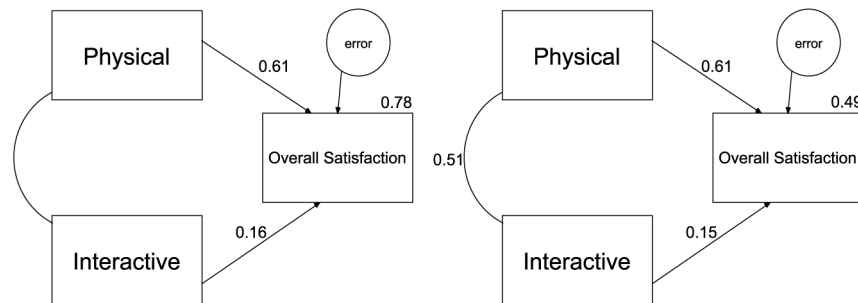 Physical
error
0.61
0.78
Overall Satisfaction
0.16
Interactive
Physical
error
0.61
0.49
0.51
Overall Satisfaction
0.15
Interactive